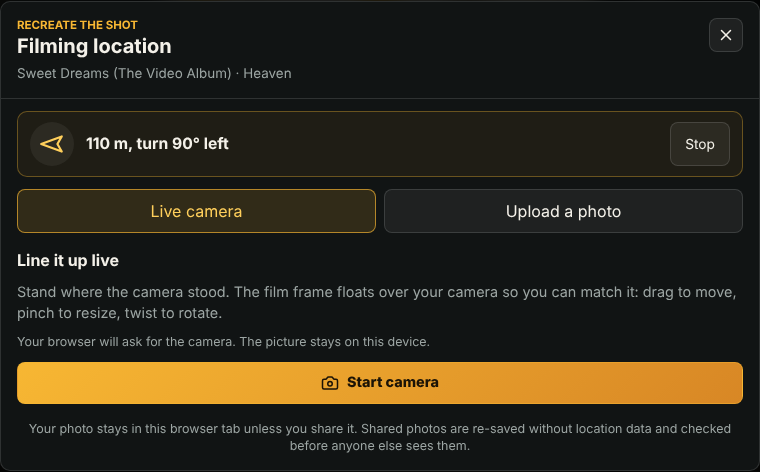 RECREATE THE SHOT
Filming location
Sweet Dreams (The Video Album) · Heaven
110 m, turn 90° left
Stop
Live camera
Upload a photo
Line it up live
Stand where the camera stood. The film frame floats over your camera so you can match it: drag to move,
pinch to resize, twist to rotate.
Your browser will ask for the camera. The picture stays on this device.
Start camera
Your photo stays in this browser tab unless you share it. Shared photos are re-saved without location data and checked
before anyone else sees them.